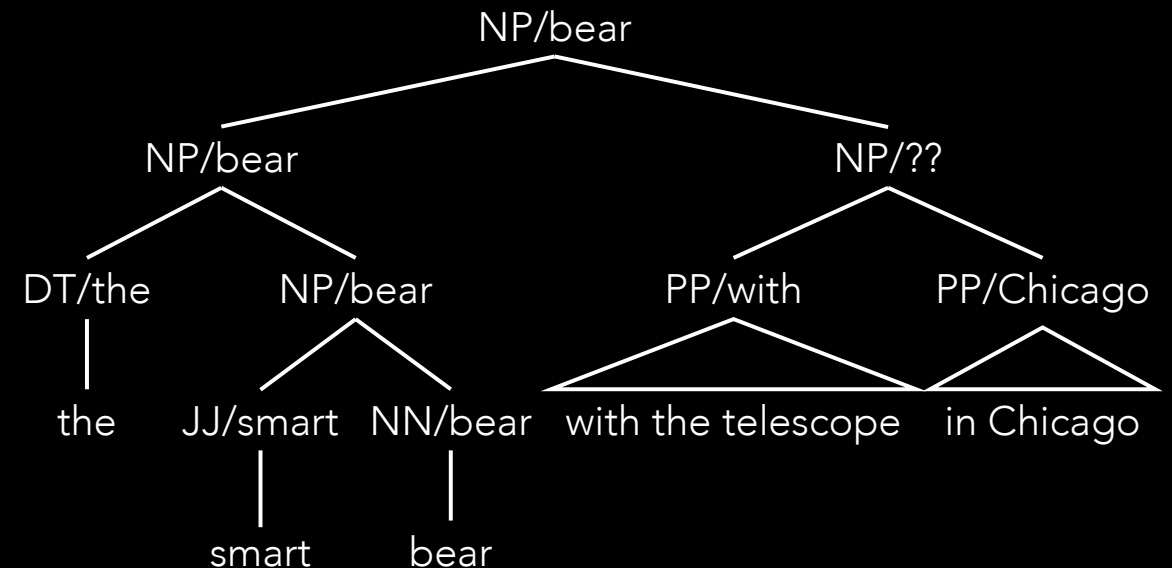 NP/bear
NP/bear NP/??
DT/the NP/bear PP/with PP/Chicago
the JJ/smart NN/bear with the telescope in Chicago
smart bear